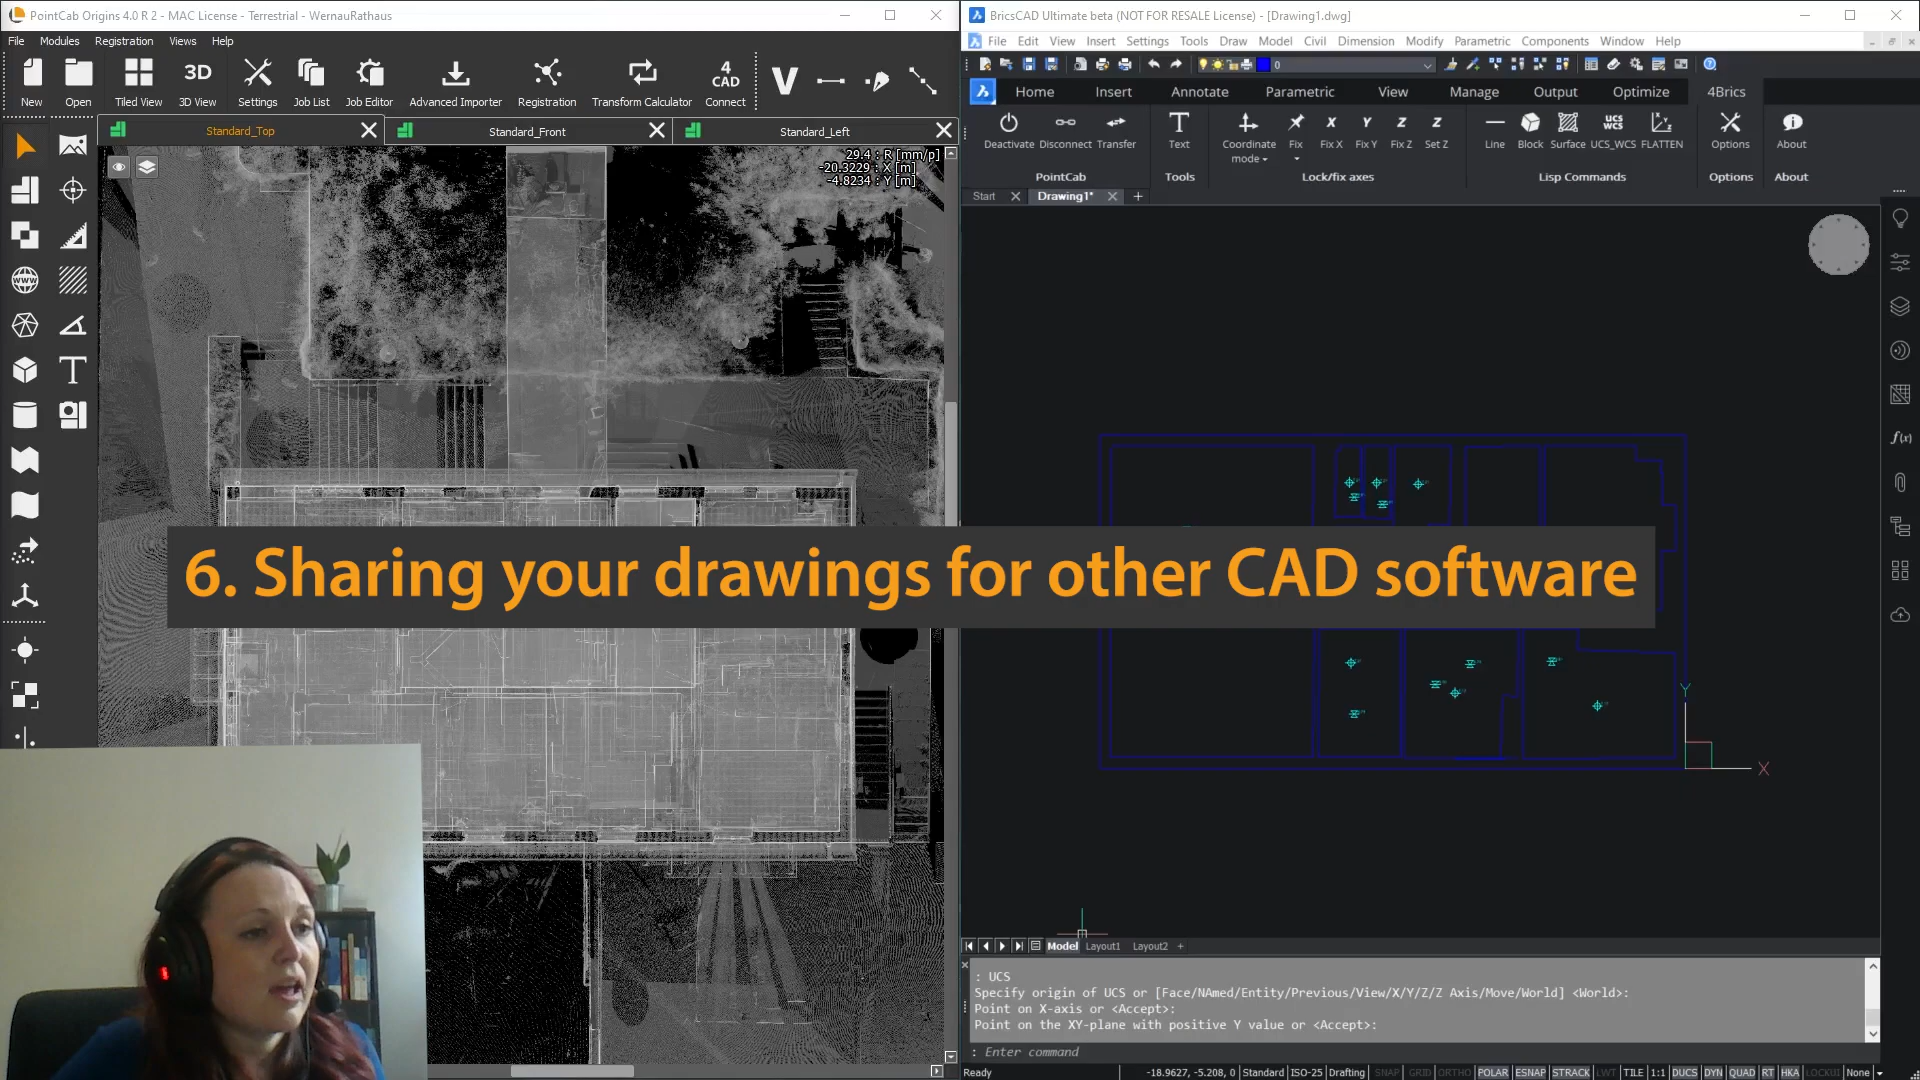 PointCab Origins 4.0 R 2 - MAC License - Terrestrial - WernauRathaus
File Modules Registration Views Help
New Open Tiled View 3D 3D View Settings Job List Job Editor Advanced Importer Registration Transform Calculator 4 CAD Connect
Standard_Top Standard_Front Standard_Left
29.4 : R [mm/p]
-20.3229 : X [m]
-4.8234 : Y [m]
BricsCAD Ultimate beta (NOT FOR RESALE License) - [Drawing1.dwg]
File Edit View Insert Settings Tools Draw Model Civil Dimension Modify Parametric Components Window Help
0
Home Insert Annotate Parametric View Manage Output Optimize 4Brics
Deactivate Disconnect Transfer Text Coordinate mode Fix Fix X Fix Y Fix Z Set Z Line Block Surface UCS_WCS FLATTEN Options About
PointCab Tools Lock/fix axes Lisp Commands Options About
Start Drawing1*
6. Sharing your drawings for other CAD software
Y
X
Model Layout1 Layout2
: UCS
Specify origin of UCS or [Face/NAmed/Entity/Previous/View/X/Y/Z/Z Axis/Move/World] <World>:
Point on X-axis or <Accept>:
Point on the XY-plane with positive Y value or <Accept>:
: Enter command
Ready -18.9627, -5.208, 0 Standard ISO-25 Drafting SNAP GRID ORTHO POLAR ESNAP STRACK LWT TILE 1:1 DUCS DYN QUAD RT HKA LOCKUI None